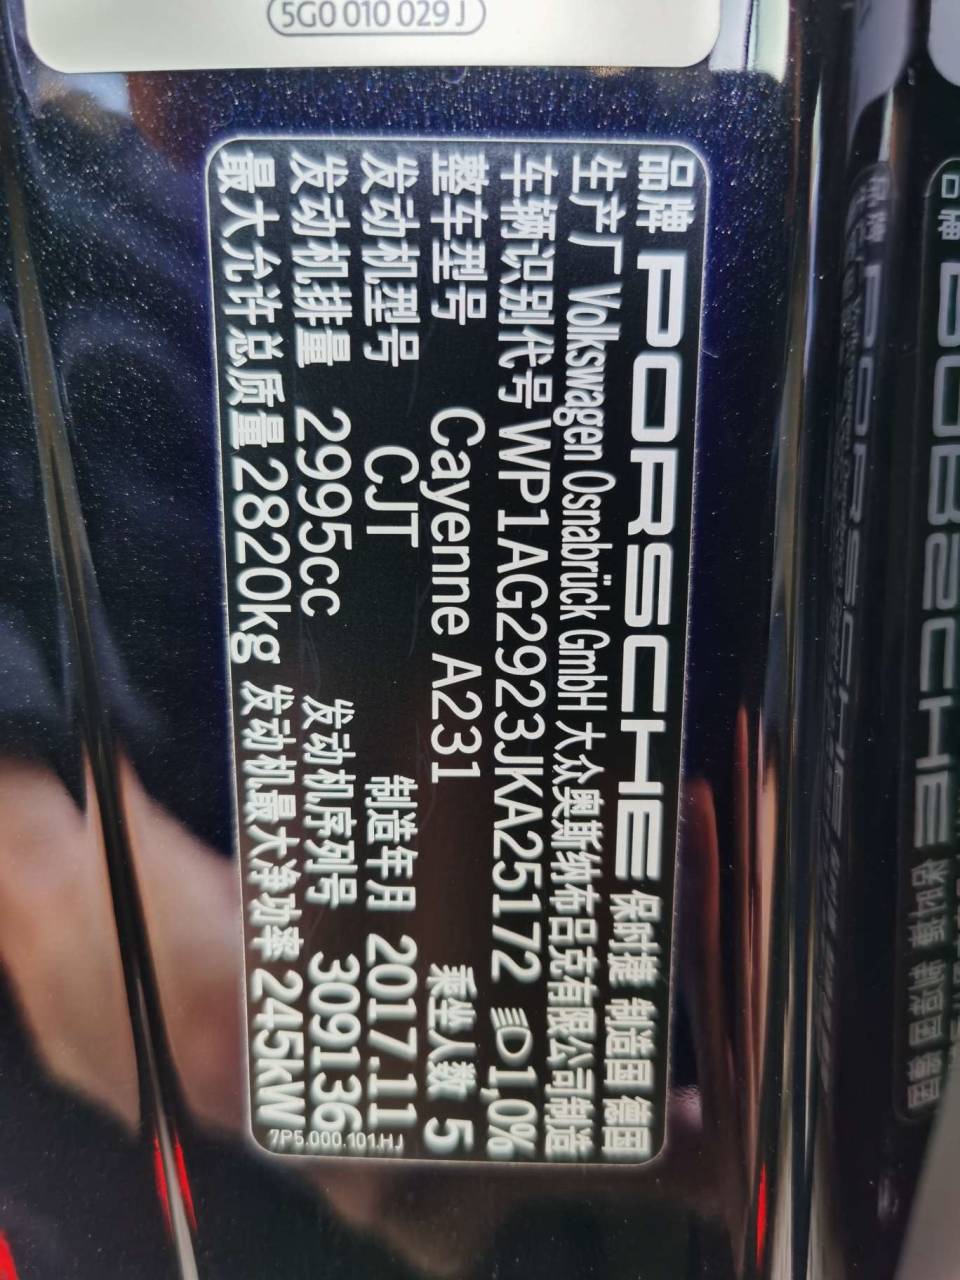 5G0 010 029 J
品牌 PORSCHE 保时捷 制造国 德国
生产厂 Volkswagen Osnabrück GmbH 大众奥斯纳布吕克有限公司制造
车辆识别代号 WP1AG2923JKA25172 1,0%
整车型号 Cayenne A231 乘坐人数 5
发动机型号 CJT 制造年月 2017.11
发动机排量 2995cc 发动机序列号 309136
最大允许总质量 2820kg 发动机最大净功率 245kW
7P5.000.101.HJ